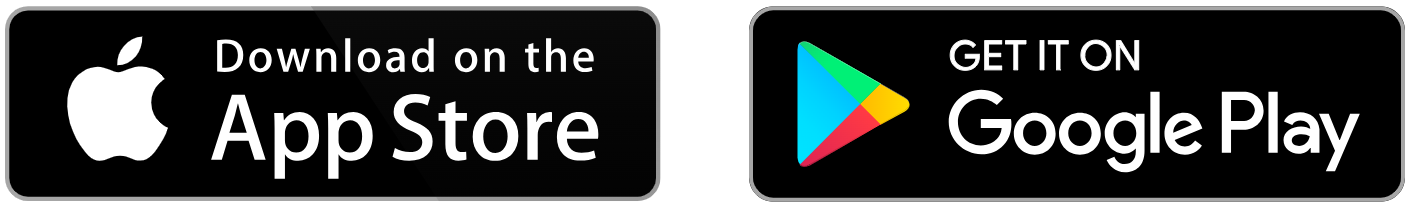 Download on the
App Store
GET IT ON
Google Play